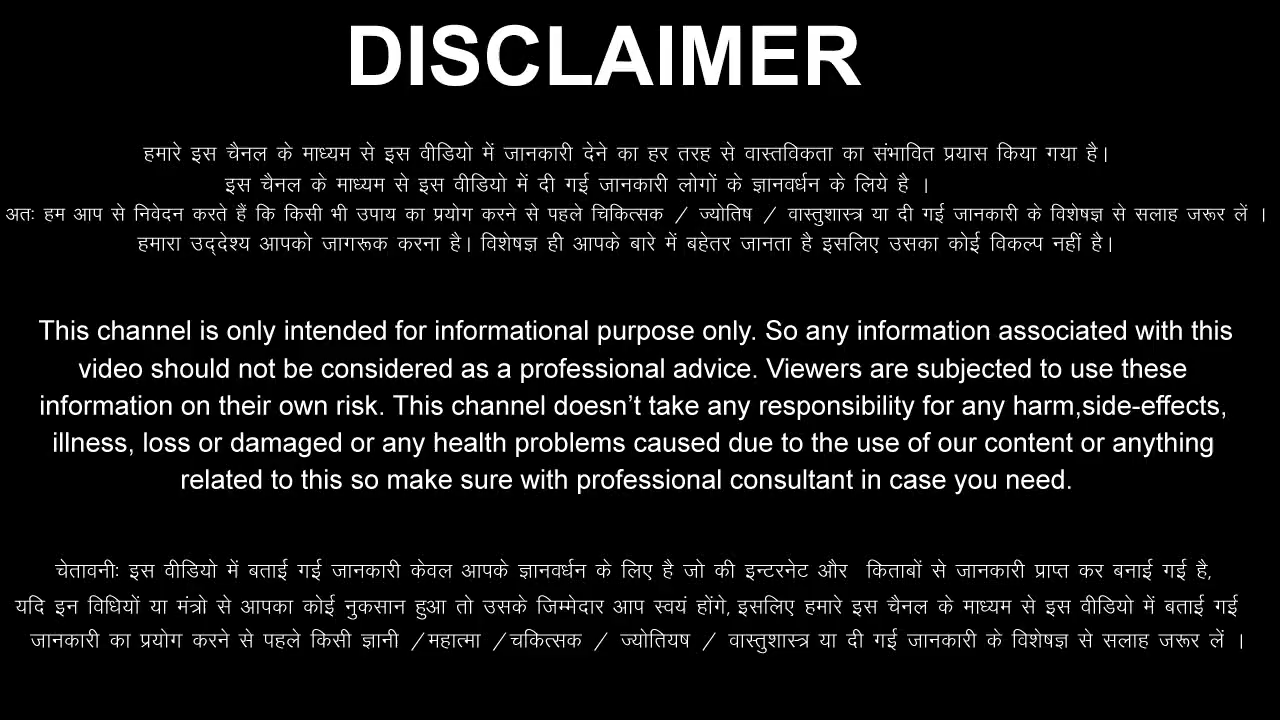 DISCLAIMER
हमारे इस चैनल के माध्यम से इस वीडियो में जानकारी देने का हर तरह से वास्तविकता का संभावित प्रयास किया गया है।
इस चैनल के माध्यम से इस वीडियो में दी गई जानकारी लोगों के ज्ञानवर्धन के लिये है ।
अतः हम आप से निवेदन करते हैं कि किसी भी उपाय का प्रयोग करने से पहले चिकित्सक / ज्योतिष / वास्तुशास्त्र या दी गई जानकारी के विशेषज्ञ से सलाह जरूर लें ।
हमारा उद्देश्य आपको जागरूक करना है। विशेषज्ञ ही आपके बारे में बहेतर जानता है इसलिए उसका कोई विकल्प नहीं है।
This channel is only intended for informational purpose only. So any information associated with this
video should not be considered as a professional advice. Viewers are subjected to use these
information on their own risk. This channel doesn’t take any responsibility for any harm,side-effects,
illness, loss or damaged or any health problems caused due to the use of our content or anything
related to this so make sure with professional consultant in case you need.
चेतावनीः इस वीडियो में बताई गई जानकारी केवल आपके ज्ञानवर्धन के लिए है जो की इन्टरनेट और किताबों से जानकारी प्राप्त कर बनाई गई है,
यदि इन विधियों या मंत्रो से आपका कोई नुकसान हुआ तो उसके जिम्मेदार आप स्वयं होंगे, इसलिए हमारे इस चैनल के माध्यम से इस वीडियो में बताई गई
जानकारी का प्रयोग करने से पहले किसी ज्ञानी /महात्मा /चकित्सक / ज्योतियष / वास्तुशास्त्र या दी गई जानकारी के विशेषज्ञ से सलाह जरूर लें ।